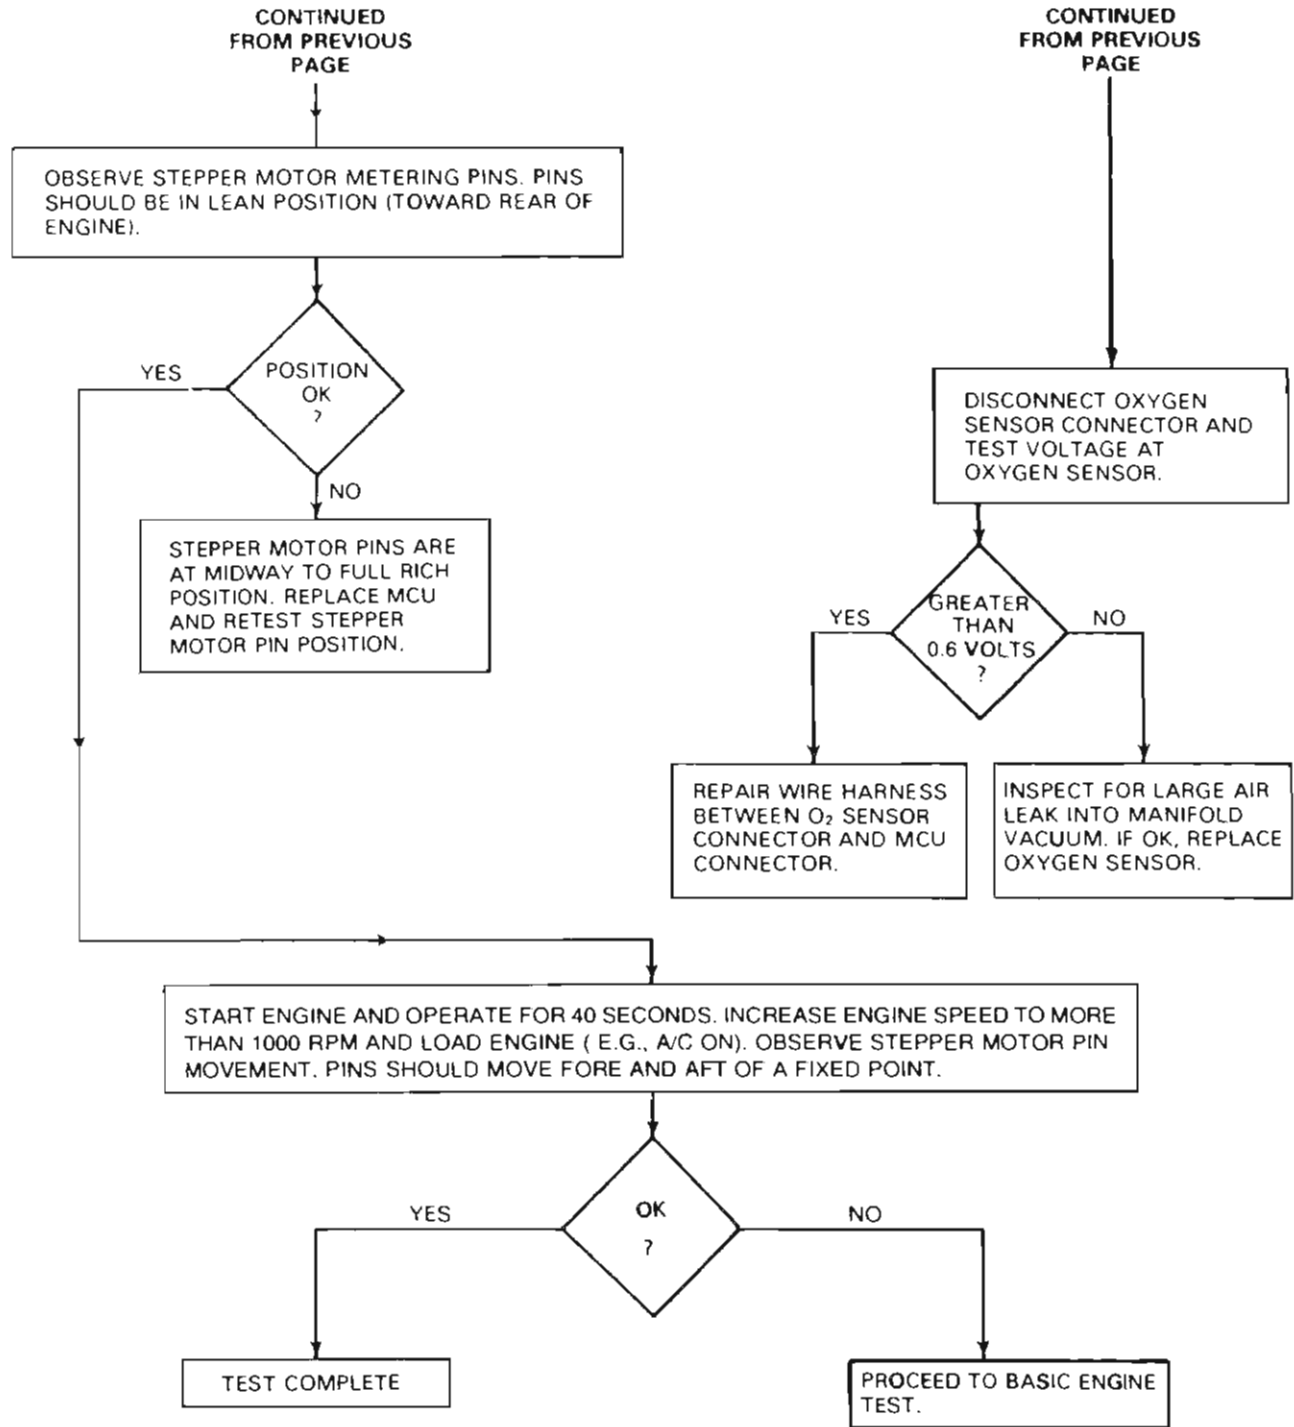 CONTINUED
FROM PREVIOUS
PAGE
CONTINUED
FROM PREVIOUS
PAGE
OBSERVE STEPPER MOTOR METERING PINS. PINS
SHOULD BE IN LEAN POSITION (TOWARD REAR OF
ENGINE).
YES
POSITION
OK
?
NO
STEPPER MOTOR PINS ARE
AT MIDWAY TO FULL RICH
POSITION. REPLACE MCU
AND RETEST STEPPER
MOTOR PIN POSITION.
DISCONNECT OXYGEN
SENSOR CONNECTOR AND
TEST VOLTAGE AT
OXYGEN SENSOR.
YES
GREATER
THAN
0.6 VOLTS
?
NO
REPAIR WIRE HARNESS
BETWEEN O₂ SENSOR
CONNECTOR AND MCU
CONNECTOR.
INSPECT FOR LARGE AIR
LEAK INTO MANIFOLD
VACUUM. IF OK, REPLACE
OXYGEN SENSOR.
START ENGINE AND OPERATE FOR 40 SECONDS. INCREASE ENGINE SPEED TO MORE
THAN 1000 RPM AND LOAD ENGINE ( E.G., A/C ON). OBSERVE STEPPER MOTOR PIN
MOVEMENT. PINS SHOULD MOVE FORE AND AFT OF A FIXED POINT.
YES
OK
?
NO
TEST COMPLETE
PROCEED TO BASIC ENGINE
TEST.